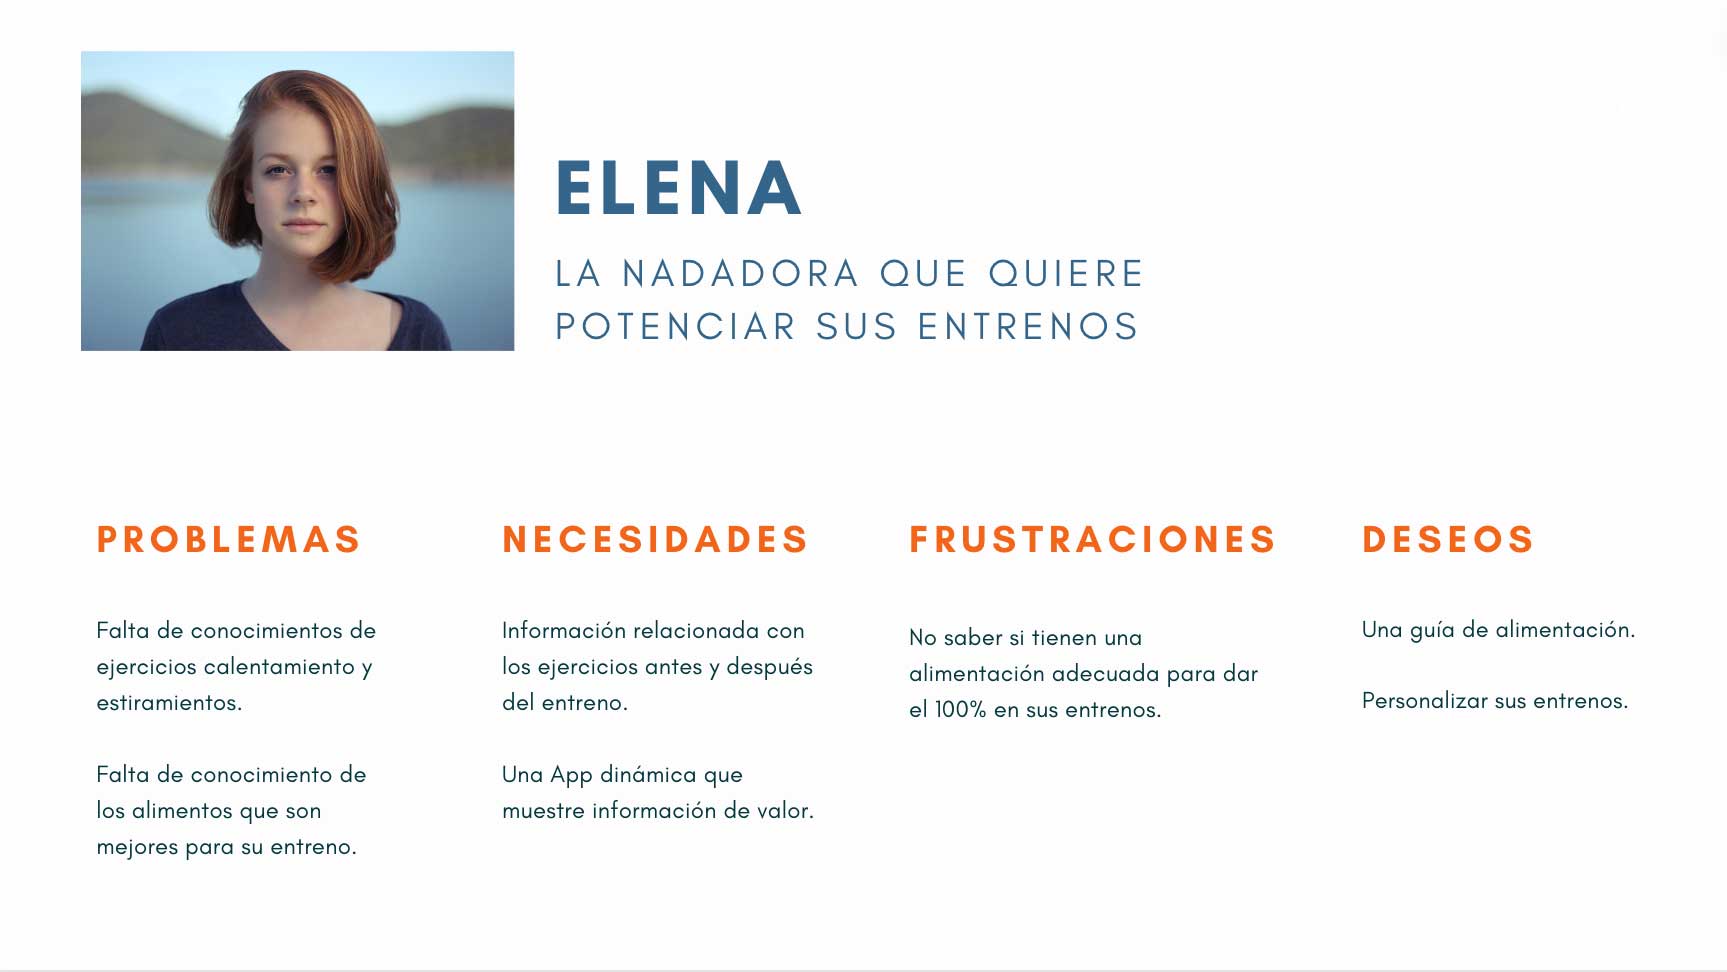 ELENA
LA NADADORA QUE QUIERE
POTENCIAR SUS ENTRENOS
PROBLEMAS
Falta de conocimientos de
ejercicios calentamiento y
estiramientos.
Falta de conocimiento de
los alimentos que son
mejores para su entreno.
NECESIDADES
Información relacionada con
los ejercicios antes y después
del entreno.
Una App dinámica que
muestre información de valor.
FRUSTRACIONES
No saber si tienen una
alimentación adecuada para dar
el 100% en sus entrenos.
DESEOS
Una guía de alimentación.
Personalizar sus entrenos.